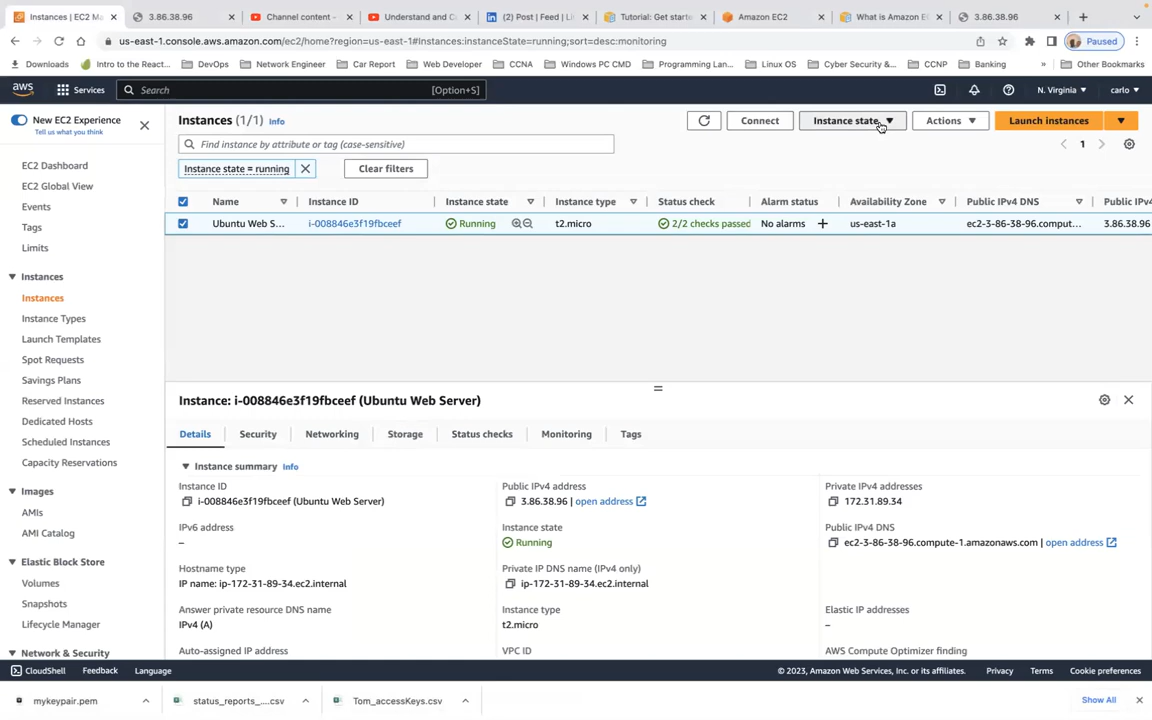 Instances | EC2 M
3.86.38.96
Channel content -
Understand and C
(2) Post | Feed | Li
Tutorial: Get starte
Amazon EC2
What is Amazon E
3.86.38.96
us-east-1.console.aws.amazon.com/ec2/home?region=us-east-1#Instances:instanceState=running;sort=desc:monitoring
Paused
Downloads
Intro to the React...
DevOps
Network Engineer
Car Report
Web Developer
CCNA
Windows PC CMD
Programming Lan...
Linux OS
Cyber Security &...
CCNP
Banking
»
Other Bookmarks
aws
Services
Search
[Option+S]
N. Virginia
carlo
New EC2 Experience
Tell us what you think
EC2 Dashboard
EC2 Global View
Events
Tags
Limits
Instances
Instances
Instance Types
Launch Templates
Spot Requests
Savings Plans
Reserved Instances
Dedicated Hosts
Scheduled Instances
Capacity Reservations
Images
AMIs
AMI Catalog
Elastic Block Store
Volumes
Snapshots
Lifecycle Manager
Network & Security
Instances (1/1) Info
Connect
Instance state
Actions
Launch instances
Find instance by attribute or tag (case-sensitive)
1
Instance state = running
Clear filters
Name
Instance ID
Instance state
Instance type
Status check
Alarm status
Availability Zone
Public IPv4 DNS
Public IPv4
Ubuntu Web S...
i-008846e3f19fbceef
Running
t2.micro
2/2 checks passed
No alarms
us-east-1a
ec2-3-86-38-96.comput...
3.86.38.96
Instance: i-008846e3f19fbceef (Ubuntu Web Server)
Details
Security
Networking
Storage
Status checks
Monitoring
Tags
Instance summary Info
Instance ID
i-008846e3f19fbceef (Ubuntu Web Server)
Public IPv4 address
3.86.38.96 | open address
Private IPv4 addresses
172.31.89.34
IPv6 address
–
Instance state
Running
Public IPv4 DNS
ec2-3-86-38-96.compute-1.amazonaws.com | open address
Hostname type
IP name: ip-172-31-89-34.ec2.internal
Private IP DNS name (IPv4 only)
ip-172-31-89-34.ec2.internal
Answer private resource DNS name
IPv4 (A)
Instance type
t2.micro
Elastic IP addresses
–
Auto-assigned IP address
VPC ID
AWS Compute Optimizer finding
CloudShell
Feedback
Language
© 2023, Amazon Web Services, Inc. or its affiliates.
Privacy
Terms
Cookie preferences
mykeypair.pem
status_reports_....csv
Tom_accessKeys.csv
Show All